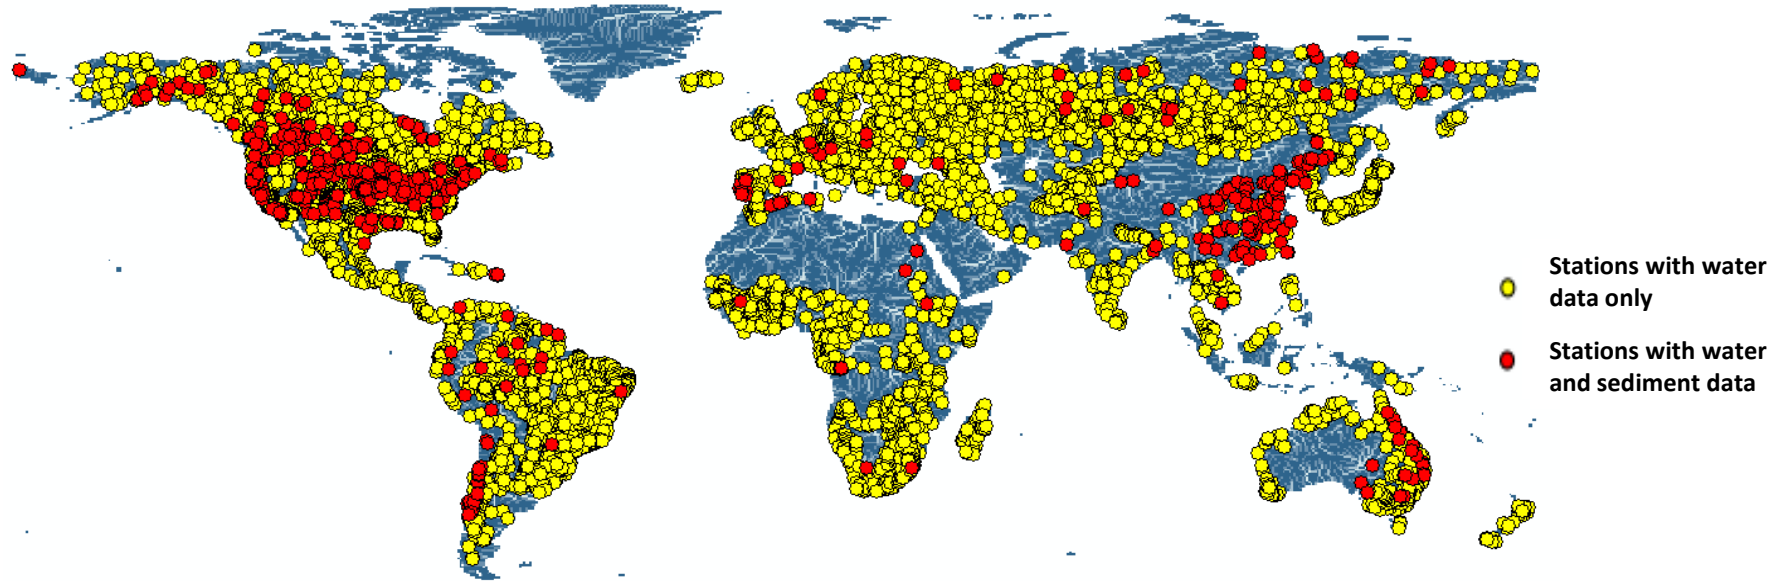 Stations with water
data only
Stations with water
and sediment data